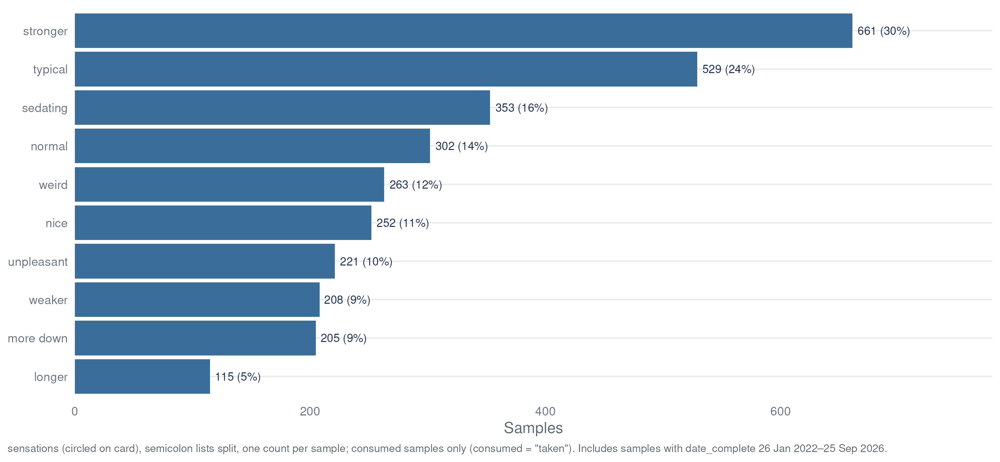 stronger 661 (30%)
typical 529 (24%)
sedating 353 (16%)
normal 302 (14%)
weird 263 (12%)
nice 252 (11%)
unpleasant 221 (10%)
weaker 208 (9%)
more down 205 (9%)
longer 115 (5%)
0 200 400 600
Samples
sensations (circled on card), semicolon lists split, one count per sample; consumed samples only (consumed = "taken"). Includes samples with date_complete 26 Jan 2022–25 Sep 2026.